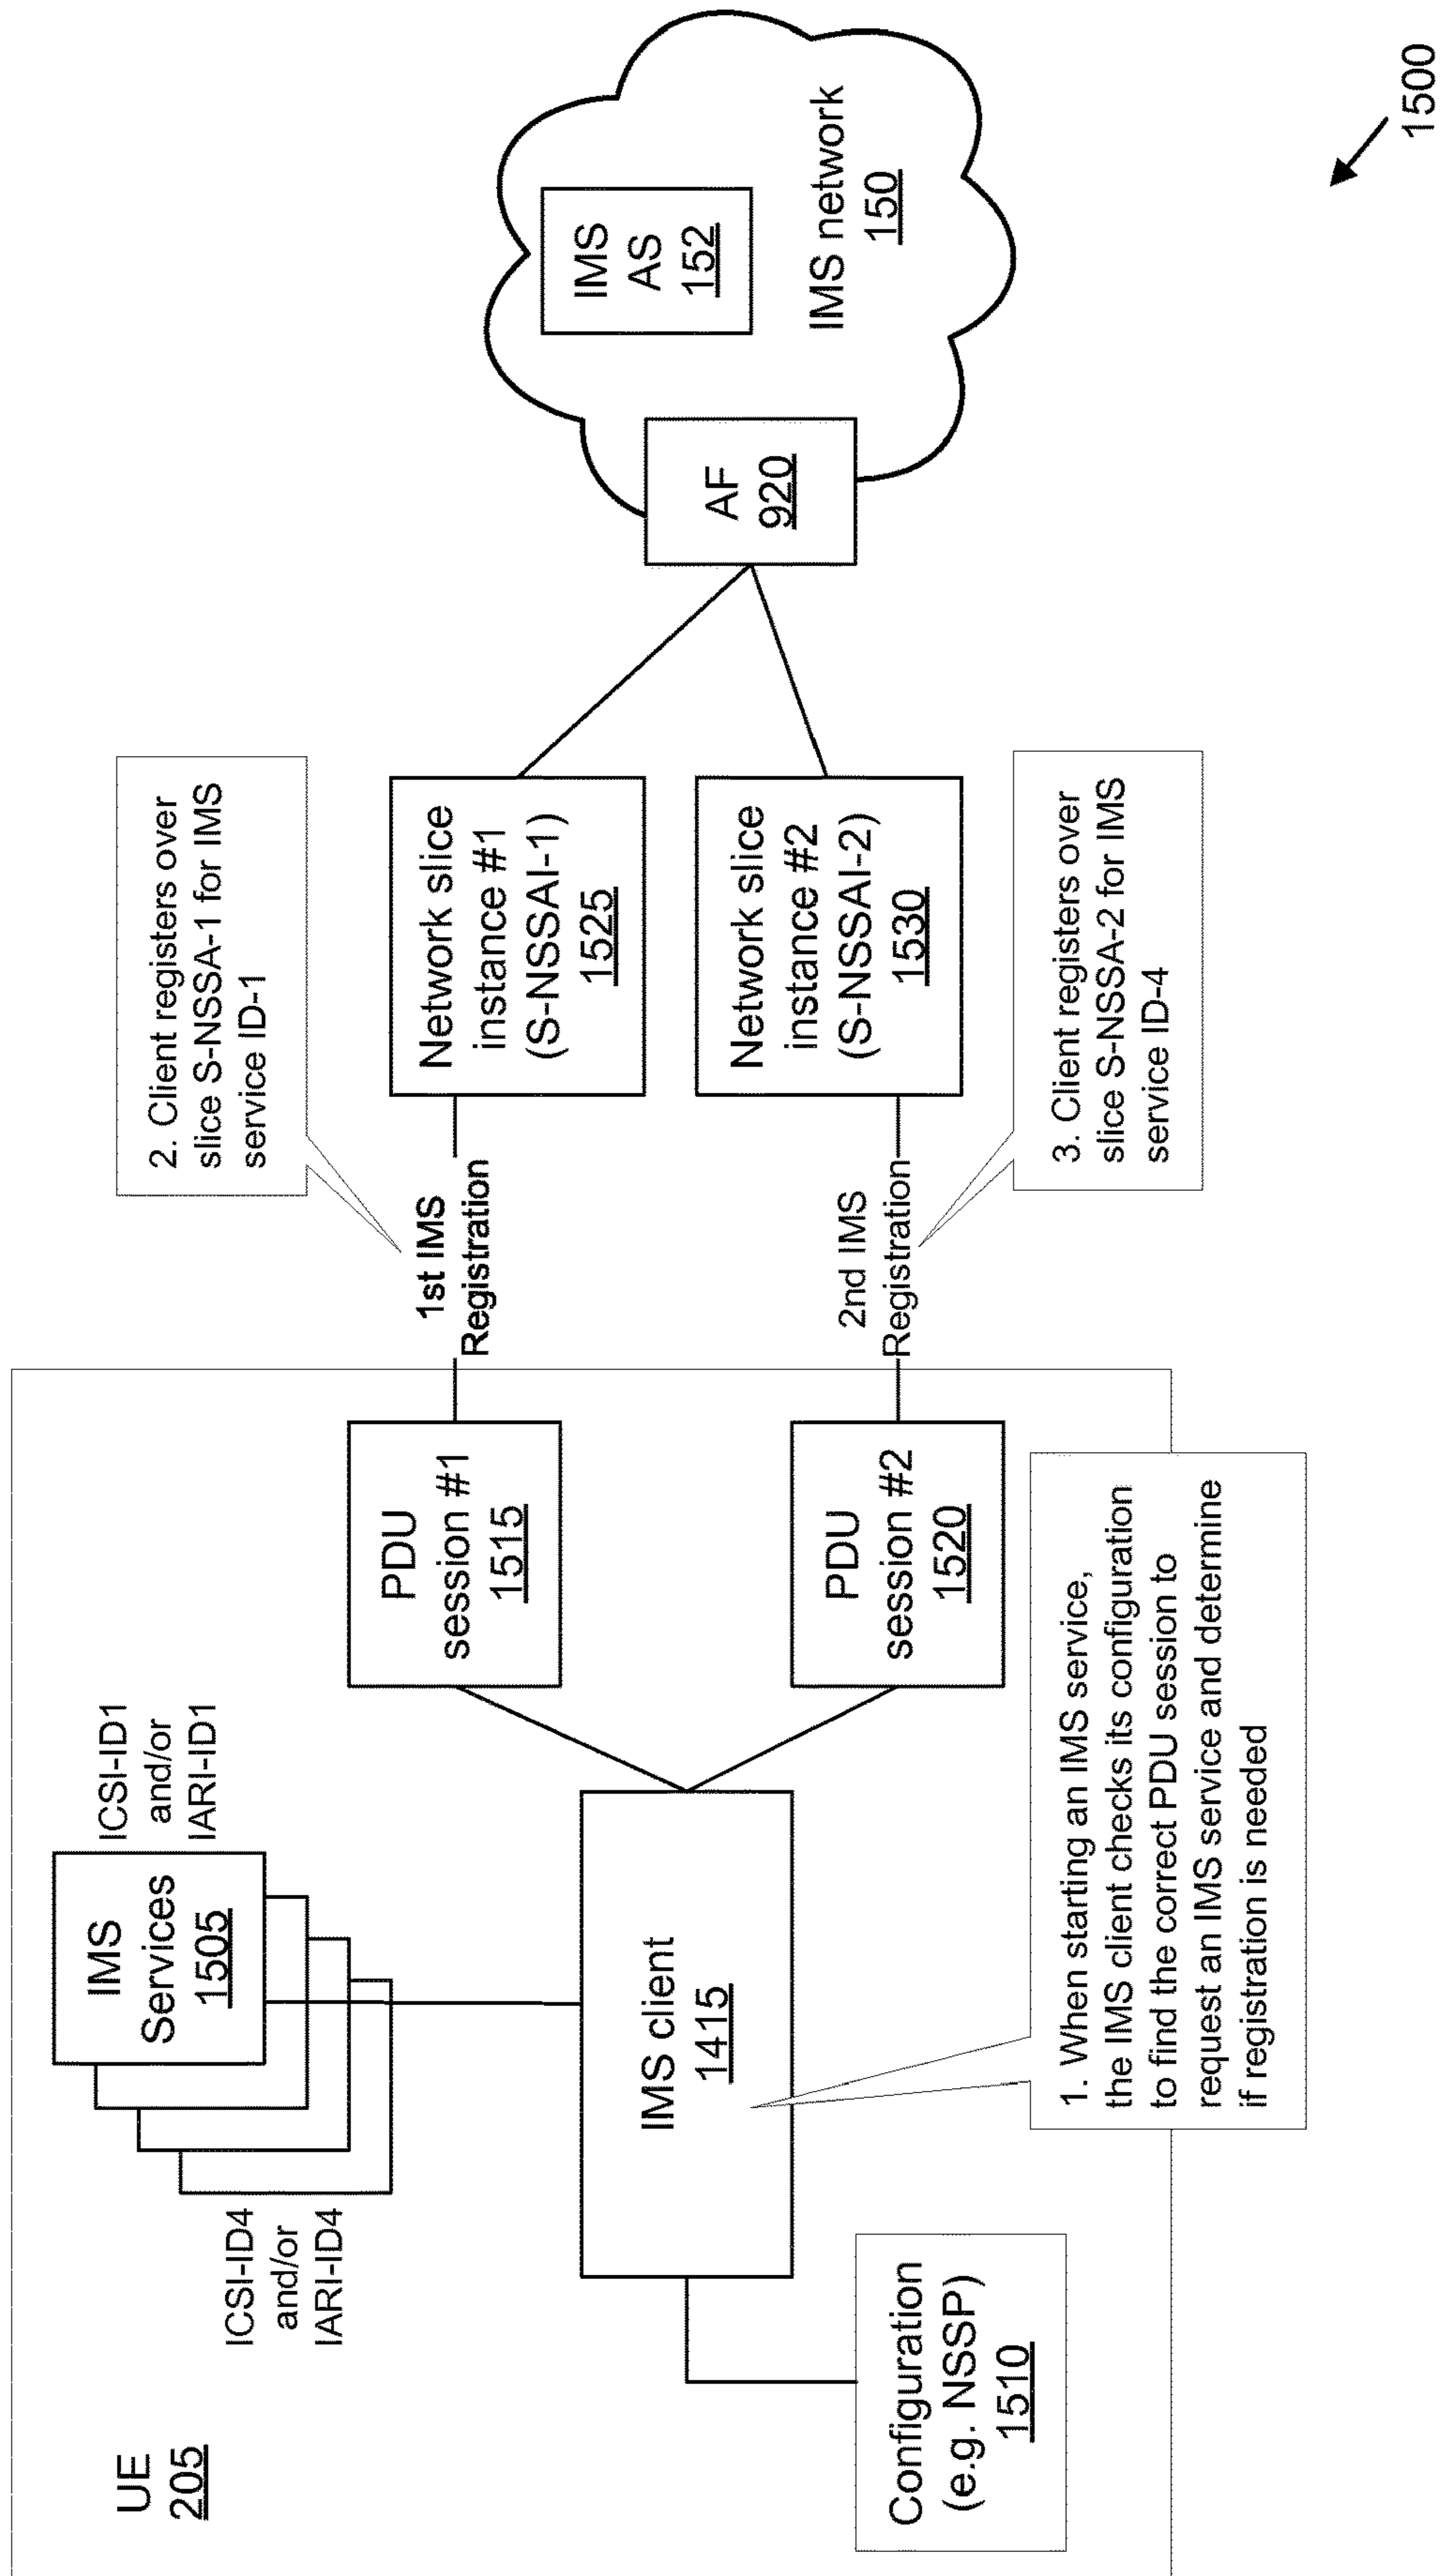 UE
205
ICSI-ID4
and/or
IARI-ID4
IMS
Services
1505
ICSI-ID1
and/or
IARI-ID1
Configuration
(e.g. NSSP)
1510
IMS client
1415
1. When starting an IMS service,
the IMS client checks its configuration
to find the correct PDU session to
request an IMS service and determine
if registration is needed
PDU
session #1
1515
PDU
session #2
1520
1st IMS
Registration
2nd IMS
Registration
2. Client registers over
slice S-NSSA-1 for IMS
service ID-1
Network slice
instance #1
(S-NSSAI-1)
1525
Network slice
instance #2
(S-NSSAI-2)
1530
3. Client registers over
slice S-NSSA-2 for IMS
service ID-4
AF
920
IMS
AS
152
IMS network
150
1500